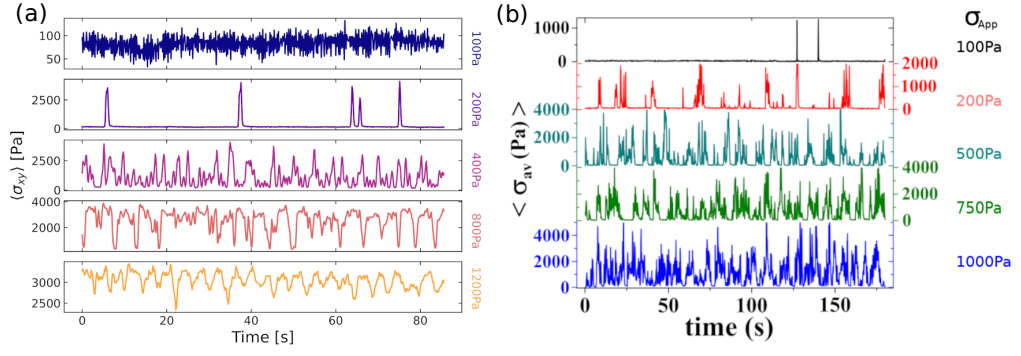 (a)
100
50
100Pa
2500
0
200Pa
2500
0
400Pa
4000
2000
800Pa
3000
2500
1200Pa
⟨σxy⟩ [Pa]
0 20 40 60 80
Time [s]
(b)
σApp
1000
0
100Pa
2000
1000
0
200Pa
4000
2000
0
500Pa
4000
2000
0
750Pa
4000
2000
0
1000Pa
< σav (Pa) >
0 50 100 150
time (s)